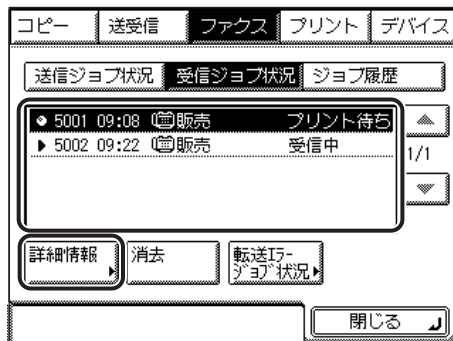 コピー 送受信 ファクス プリント デバイス
送信ジョブ状況 受信ジョブ状況 ジョブ履歴
5001 09:08 販売 プリント待ち
5002 09:22 販売 受信中
1/1
詳細情報 消去 転送エラー
ジョブ状況
閉じる